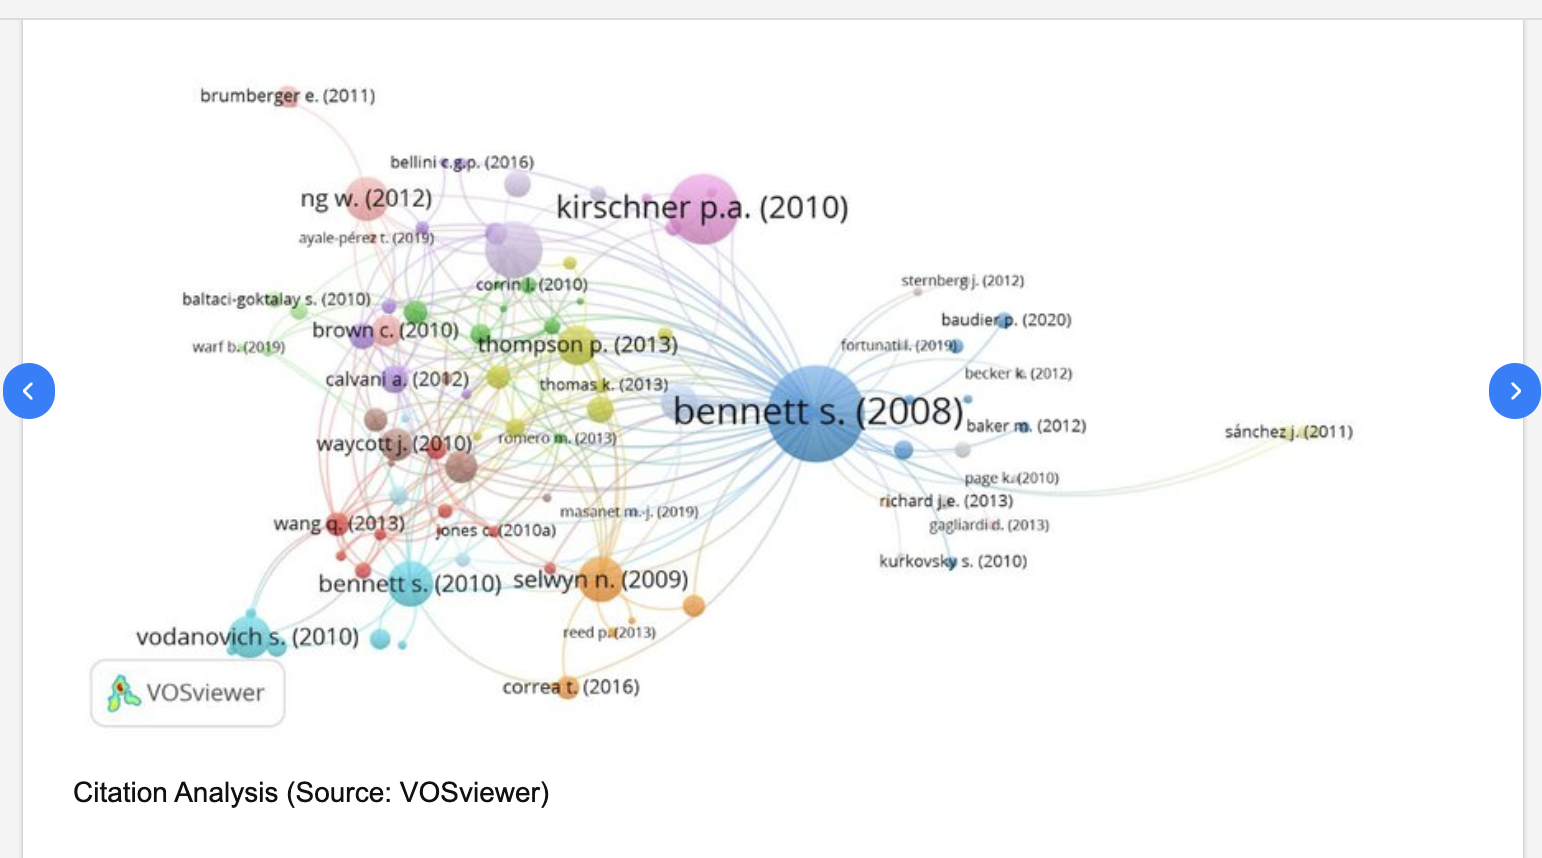 brumberger e. (2011)
bellini c.g.p. (2016)
ng w. (2012)
kirschner p.a. (2010)
ayale-pérez t. (2019)
sternberg j. (2012)
corrin l. (2010)
baltaci-goktalay s. (2010)
baudier p. (2020)
brown c. (2010)
thompson p. (2013)
fortunati l. (2019)
warf b. (2019)
becker k. (2012)
calvani a. (2012)
thomas k. (2013)
bennett s. (2008)
baker m. (2012)
sánchez j. (2011)
waycott j. (2010)
romero m. (2013)
page k. (2010)
richard j.e. (2013)
masanet m.-j. (2019)
wang q. (2013)
jones c. (2010a)
gagliardi d. (2013)
kurkovsky s. (2010)
bennett s. (2010)
selwyn n. (2009)
reed p. (2013)
vodanovich s. (2010)
correa t. (2016)
VOSviewer
Citation Analysis (Source: VOSviewer)